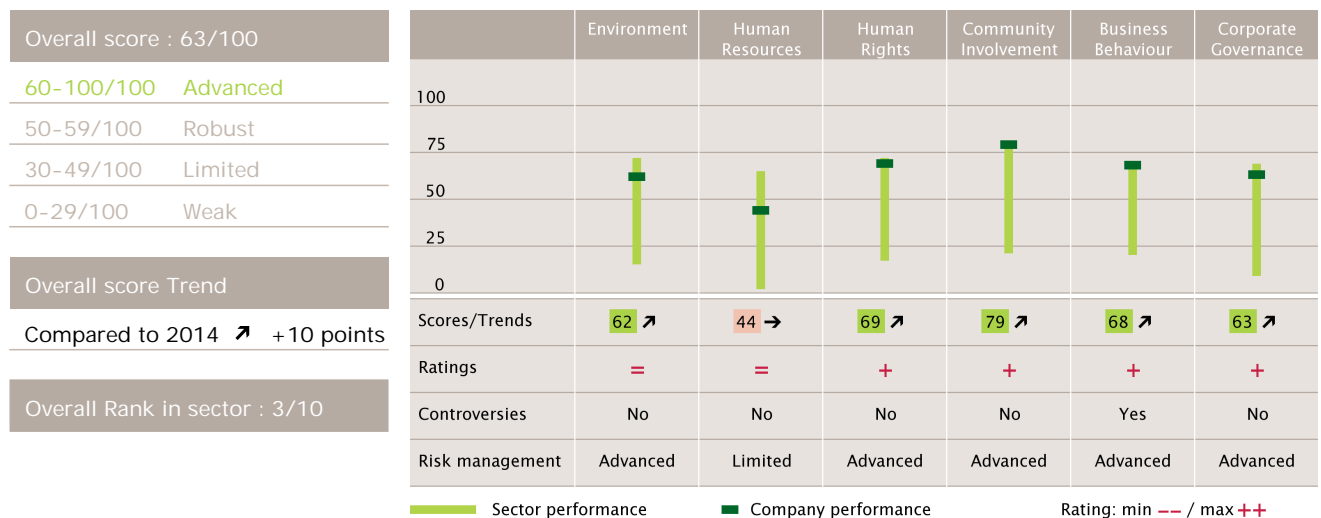 Overall score : 63/100
60-100/100 Advanced
50-59/100 Robust
30-49/100 Limited
0-29/100 Weak
Overall score Trend
Compared to 2014 ↗ +10 points
Overall Rank in sector : 3/10
Environment
Human
Resources
Human
Rights
Community
Involvement
Business
Behaviour
Corporate
Governance
100
75
50
25
0
Scores/Trends 62 ↗ 44 → 69 ↗ 79 ↗ 68 ↗ 63 ↗
Ratings = = + + + +
Controversies No No No No Yes No
Risk management Advanced Limited Advanced Advanced Advanced Advanced
Sector performance Company performance Rating: min -- / max ++